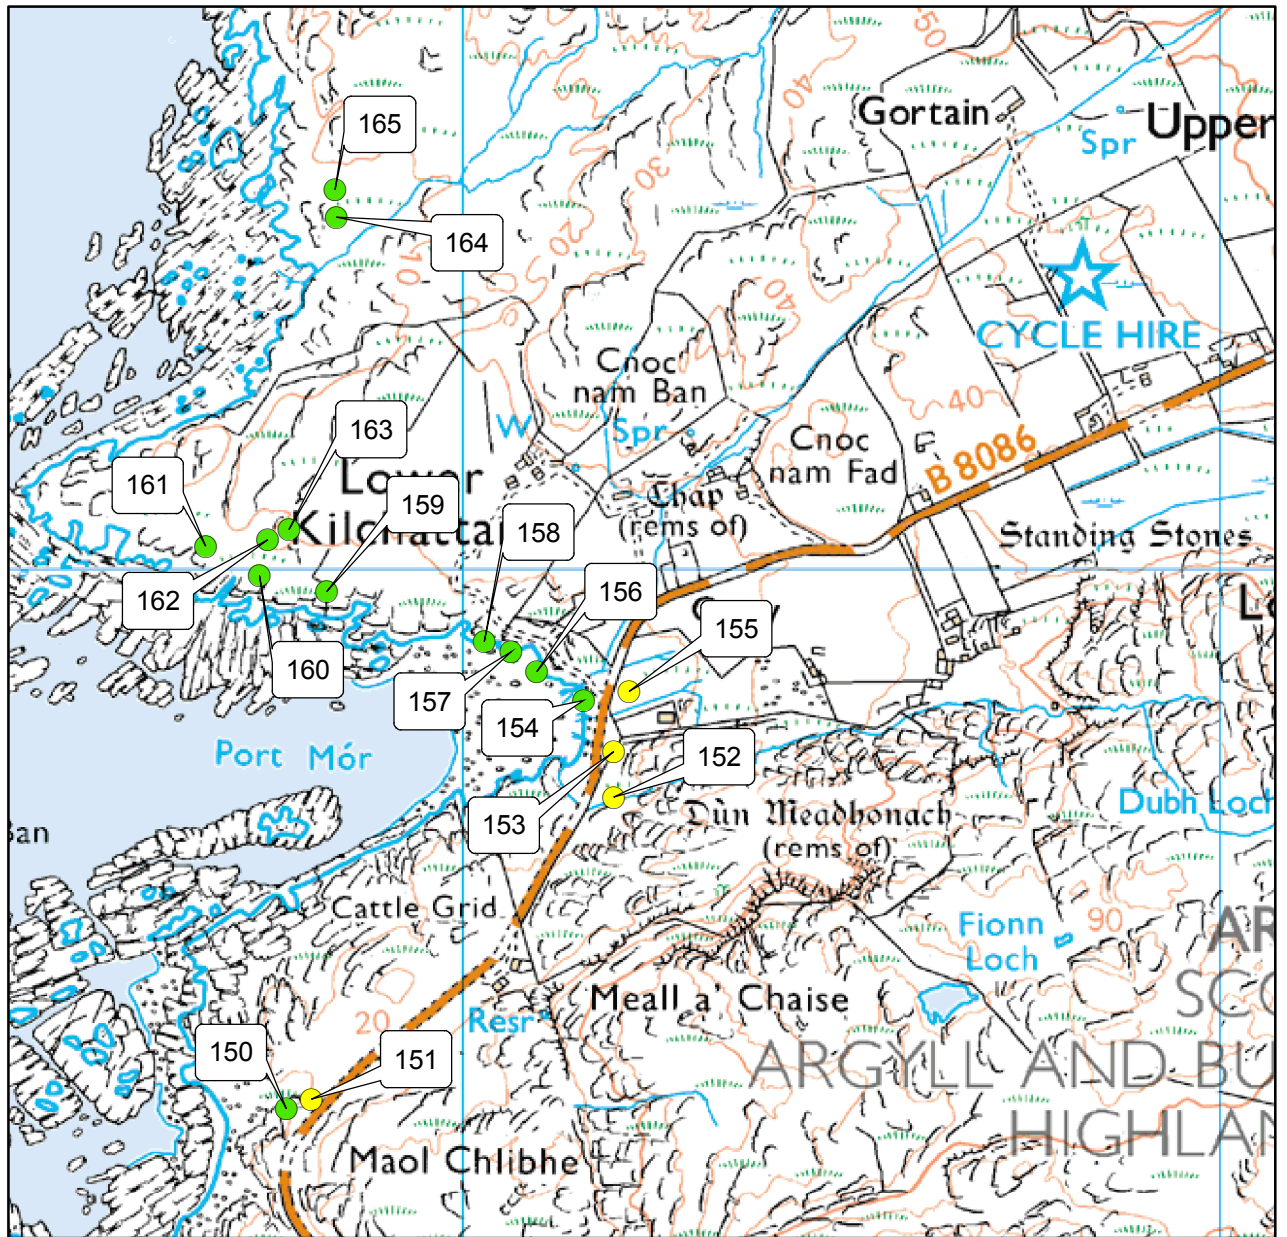 50
165
40
Gortain
Spr
Upper
30
164
20
10
40
CYCLE HIRE
Cnoc
nam Ban
40
163
W
Spr
Cnoc
nam Fad
B 8086
161
Lower
159
Chap
(rems of)
Kilchattan
158
Standing Stones
156
162
155
160
157
154
152
Port Mór
153
Dùn Meadhonach
(rems of)
Dubh Loch
Cattle Grid
Fionn
Loch
90
Meall a' Chaise
20
Resr
150
151
ARGYLL AND BU
HIGHLAN
Maol Chlibhe